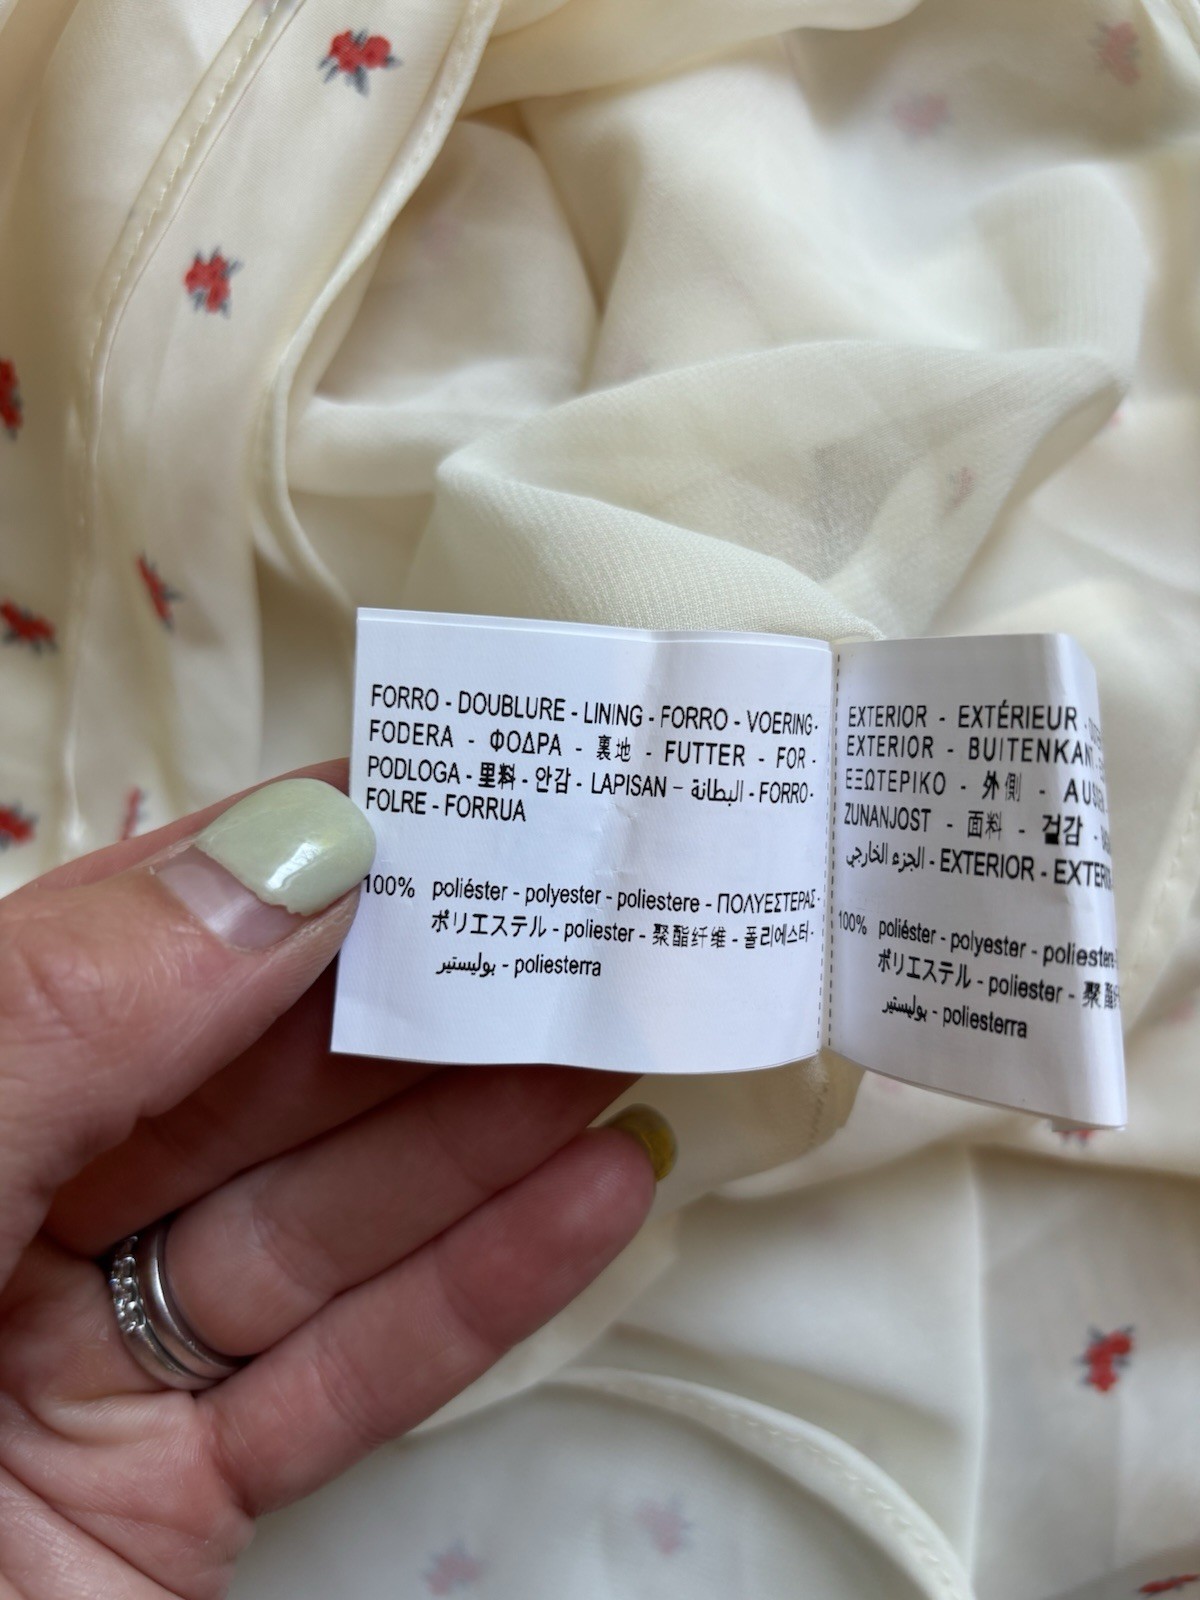 FORRO - DOUBLURE - LINING - FORRO - VOERING -
FODERA - ΦΟΔΡΑ - 裏地 - FUTTER - FOR -
PODLOGA - 里料 - 안감 - LAPISAN - البطانة - FORRO -
FOLRE - FORRUA
100% poliéster - polyester - poliestere - ΠΟΛΥΕΣΤΕΡΑΣ -
ポリエステル - poliester - 聚酯纤维 - 폴리에스터 -
بوليستير - poliesterra
EXTERIOR - EXTÉRIEUR -
EXTERIOR - BUITENKANT
ΕΞΩΤΕΡΙΚΟ - 外側 -
ZUNANJOST - 面料 - 겉감 -
الجزء الخارجي - EXTERIOR -
100% poliéster - polyester - poliestere
ポリエステル - poliester -
بوليستير - poliesterra